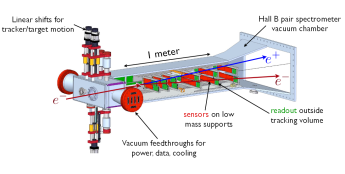 Linear shifts for
tracker/target motion
Hall B pair spectrometer
vacuum chamber
1 meter
e+
e−
e−
sensors on low
mass supports
readout outside
tracking volume
Vacuum feedthroughs for
power, data, cooling